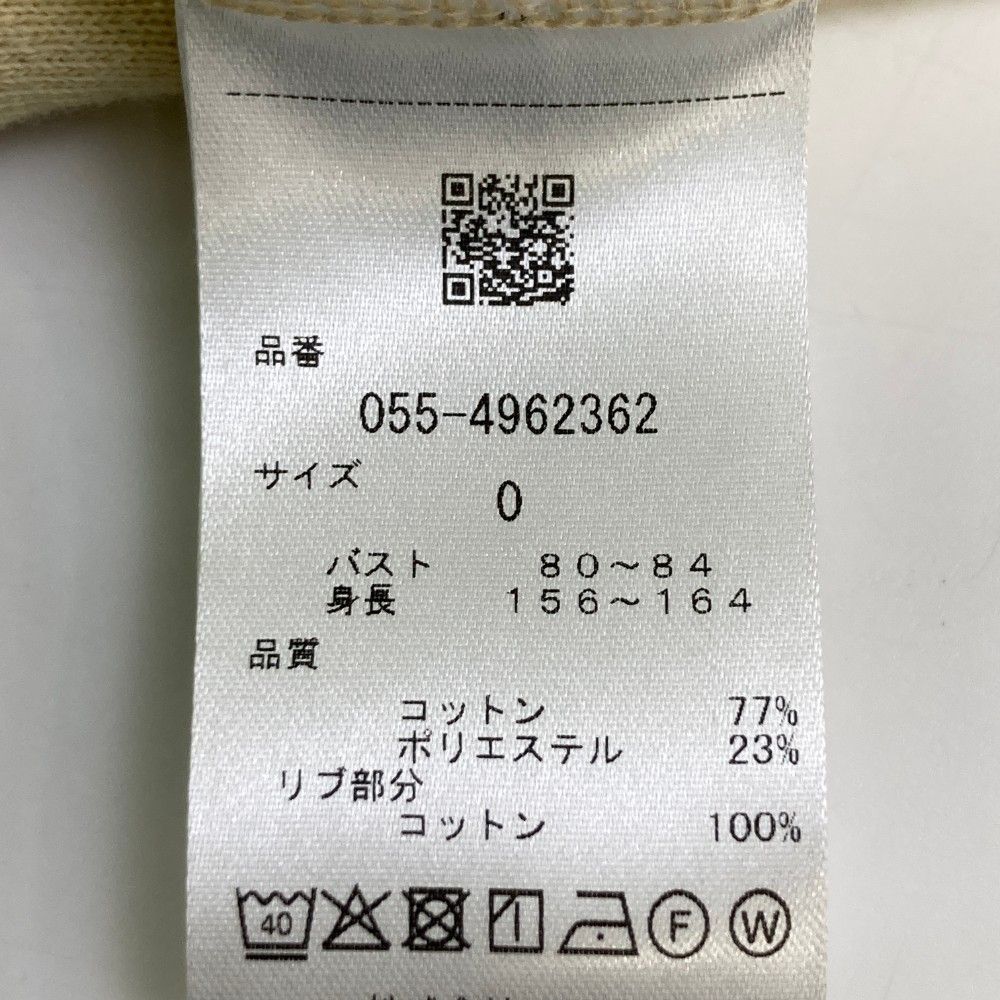 品番
055-4962362
サイズ
0
バスト 80～84
身長 156～164
品質
コットン 77%
ポリエステル 23%
リブ部分
コットン 100%
40 F W